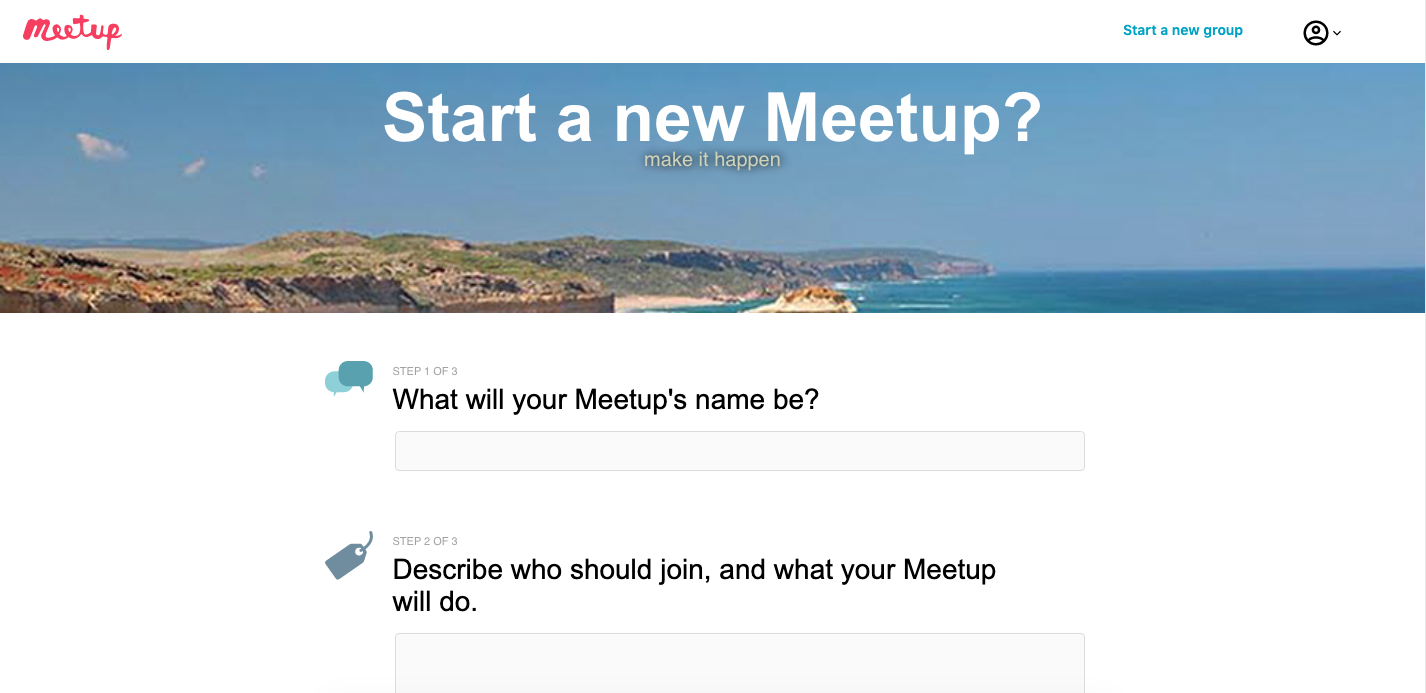 Meetup
Start a new group
Start a new Meetup?
make it happen
STEP 1 OF 3
What will your Meetup's name be?
STEP 2 OF 3
Describe who should join, and what your Meetup
will do.